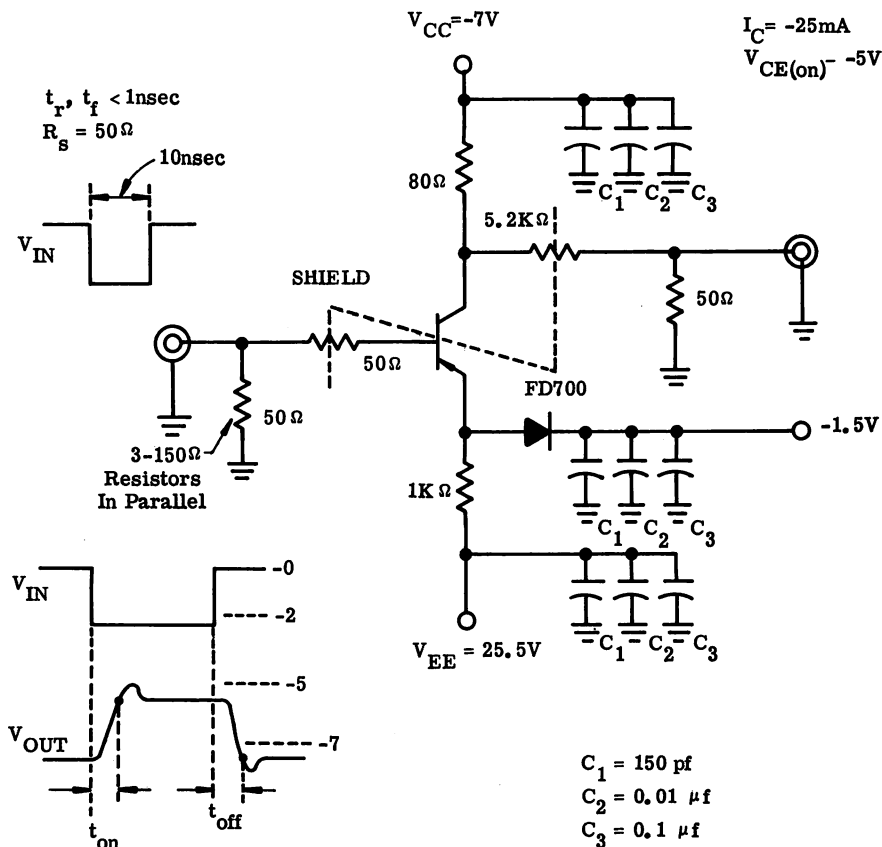 V_CC = -7V
I_C = -25mA
V_CE(on)- -5V
t_r, t_f < 1nsec
R_s = 50Ω
10nsec
V_IN
80Ω
C_1 C_2 C_3
5.2KΩ
SHIELD
50Ω
50Ω
50Ω
FD700
-1.5V
3-150Ω
Resistors
In Parallel
1KΩ
C_1 C_2 C_3
V_IN
-0
-2
C_1 C_2 C_3
V_EE = 25.5V
-5
V_OUT
-7
t_on
t_off
C_1 = 150 pf
C_2 = 0.01 μf
C_3 = 0.1 μf